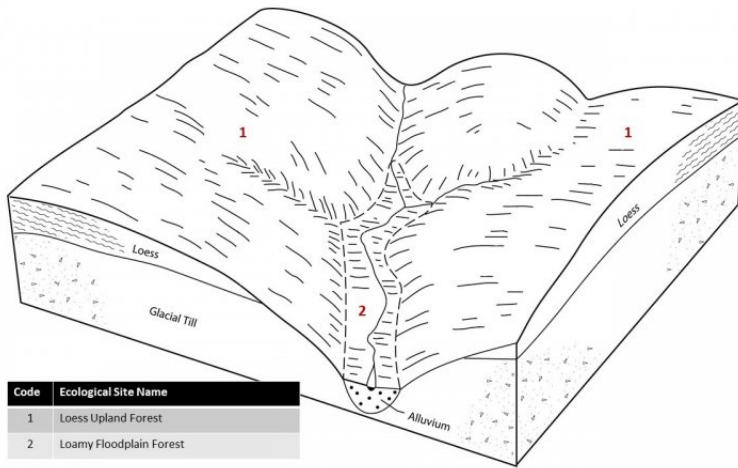 1
1
Loess
Loess
Glacial Till
2
Alluvium
Code Ecological Site Name
1 Loess Upland Forest
2 Loamy Floodplain Forest